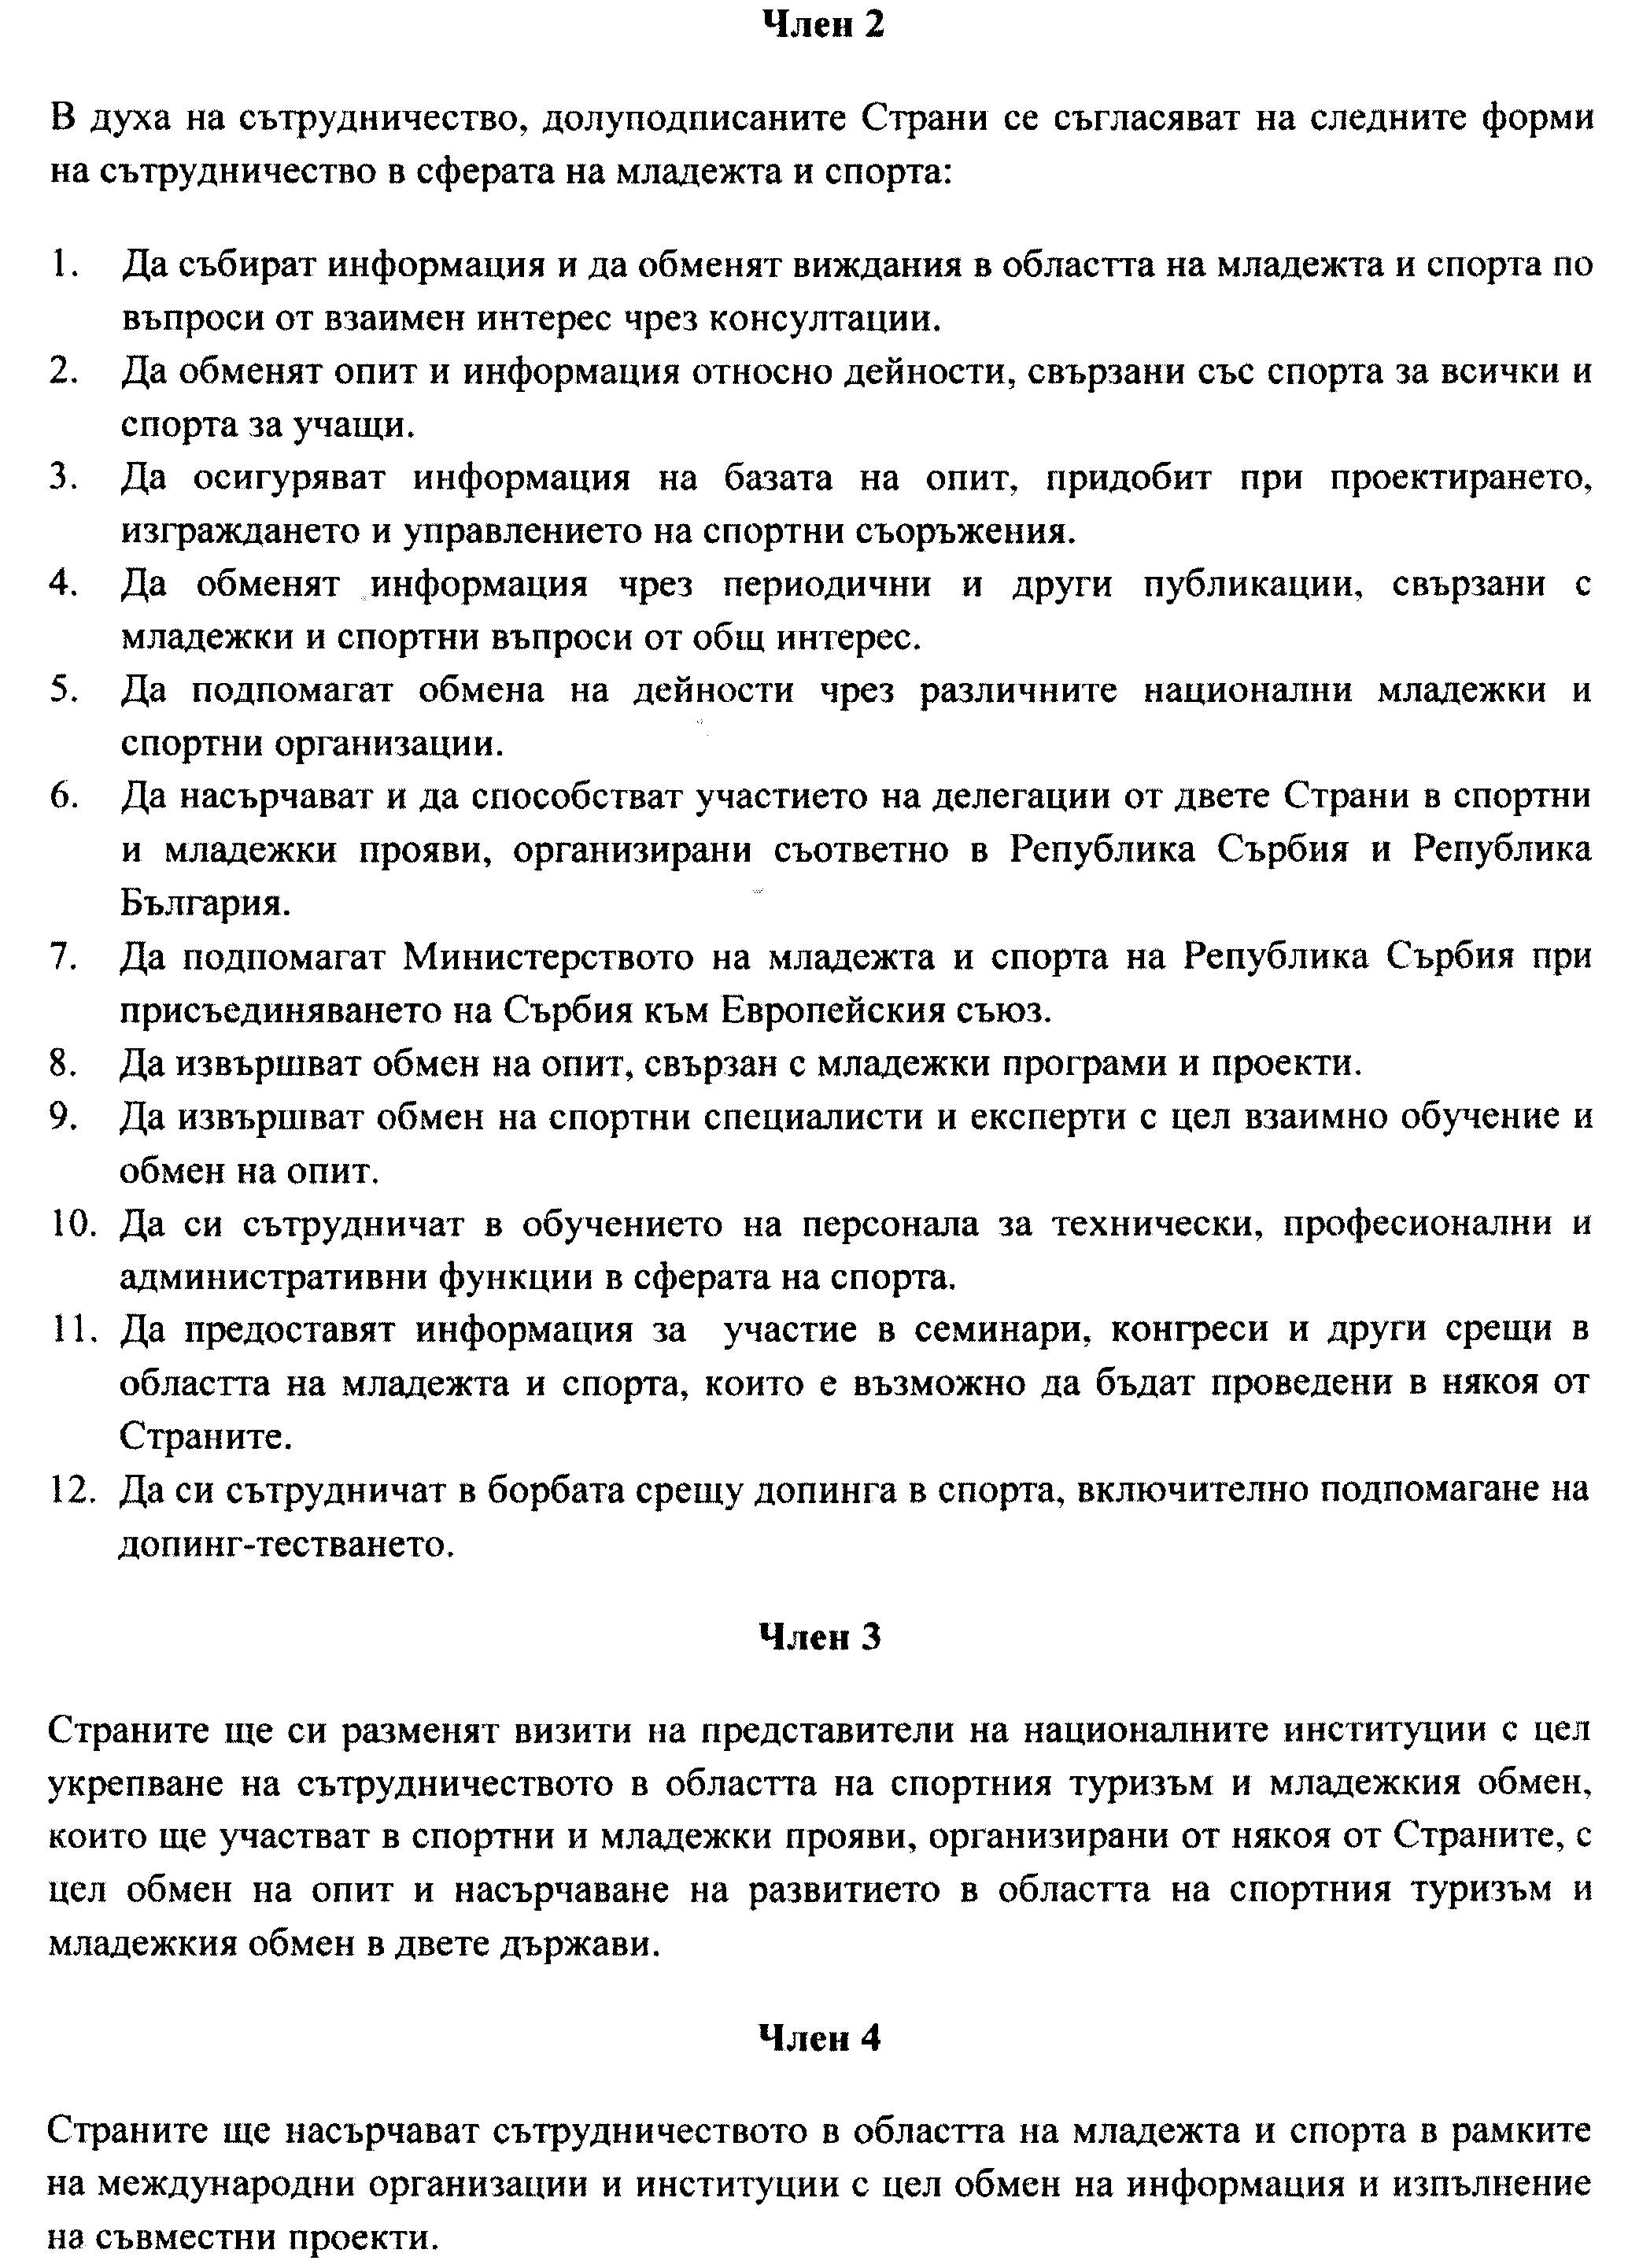 Член 2
В духа на сътрудничество, долуподписаните Страни се съгласяват на следните форми
на сътрудничество в сферата на младежта и спорта:
1. Да събират информация и да обменят виждания в областта на младежта и спорта по
въпроси от взаимен интерес чрез консултации.
2. Да обменят опит и информация относно дейности, свързани със спорта за всички и
спорта за учащи.
3. Да осигуряват информация на базата на опит, придобит при проектирането,
изграждането и управлението на спортни съоръжения.
4. Да обменят информация чрез периодични и други публикации, свързани с
младежки и спортни въпроси от общ интерес.
5. Да подпомагат обмена на дейности чрез различните национални младежки и
спортни организации.
6. Да насърчават и да способстват участието на делегации от двете Страни в спортни
и младежки прояви, организирани съответно в Република Сърбия и Република
България.
7. Да подпомагат Министерството на младежта и спорта на Република Сърбия при
присъединяването на Сърбия към Европейския съюз.
8. Да извършват обмен на опит, свързан с младежки програми и проекти.
9. Да извършват обмен на спортни специалисти и експерти с цел взаимно обучение и
обмен на опит.
10. Да си сътрудничат в обучението на персонала за технически, професионални и
административни функции в сферата на спорта.
11. Да предоставят информация за участие в семинари, конгреси и други срещи в
областта на младежта и спорта, които е възможно да бъдат проведени в някоя от
Страните.
12. Да си сътрудничат в борбата срещу допинга в спорта, включително подпомагане на
допинг-тестването.
Член 3
Страните ще си разменят визити на представители на националните институции с цел
укрепване на сътрудничеството в областта на спортния туризъм и младежкия обмен,
които ще участват в спортни и младежки прояви, организирани от някоя от Страните, с
цел обмен на опит и насърчаване на развитието в областта на спортния туризъм и
младежкия обмен в двете държави.
Член 4
Страните ще насърчават сътрудничеството в областта на младежта и спорта в рамките
на международни организации и институции с цел обмен на информация и изпълнение
на съвместни проекти.